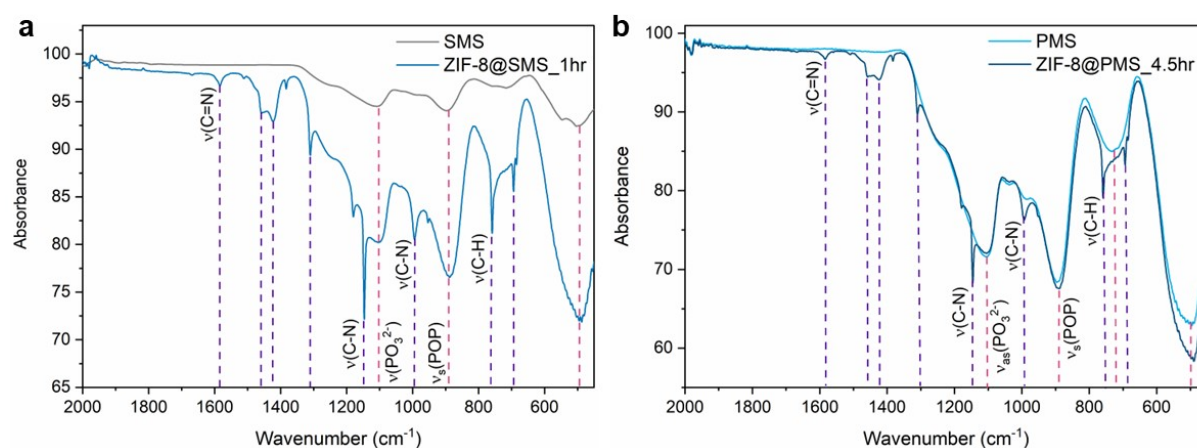 a
SMS
ZIF-8@SMS_1hr
100
95
90
85
80
75
70
65
Absorbance
ν(C=N)
ν(C-N)
ν(PO₃²⁻)
ν(C-N)
νₛ(POP)
ν(C-H)
2000
1600
1400
1200
1000
800
600
Wavenumber (cm⁻¹)
b
PMS
ZIF-8@PMS_4.5hr
100
90
80
70
60
Absorbance
ν(C=N)
ν(C-N)
νₐₛ(PO₃²⁻)
ν(C-N)
νₛ(POP)
ν(C-H)
2000
1600
1400
1200
1000
800
600
Wavenumber (cm⁻¹)